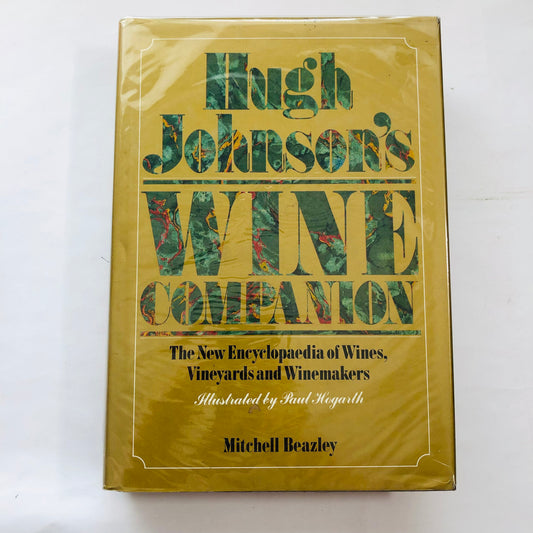 Hugh
Johnson's
WINE
COMPANION
The New Encyclopaedia of Wines,
Vineyards and Winemakers
Illustrated by Paul Hogarth
Mitchell Beazley